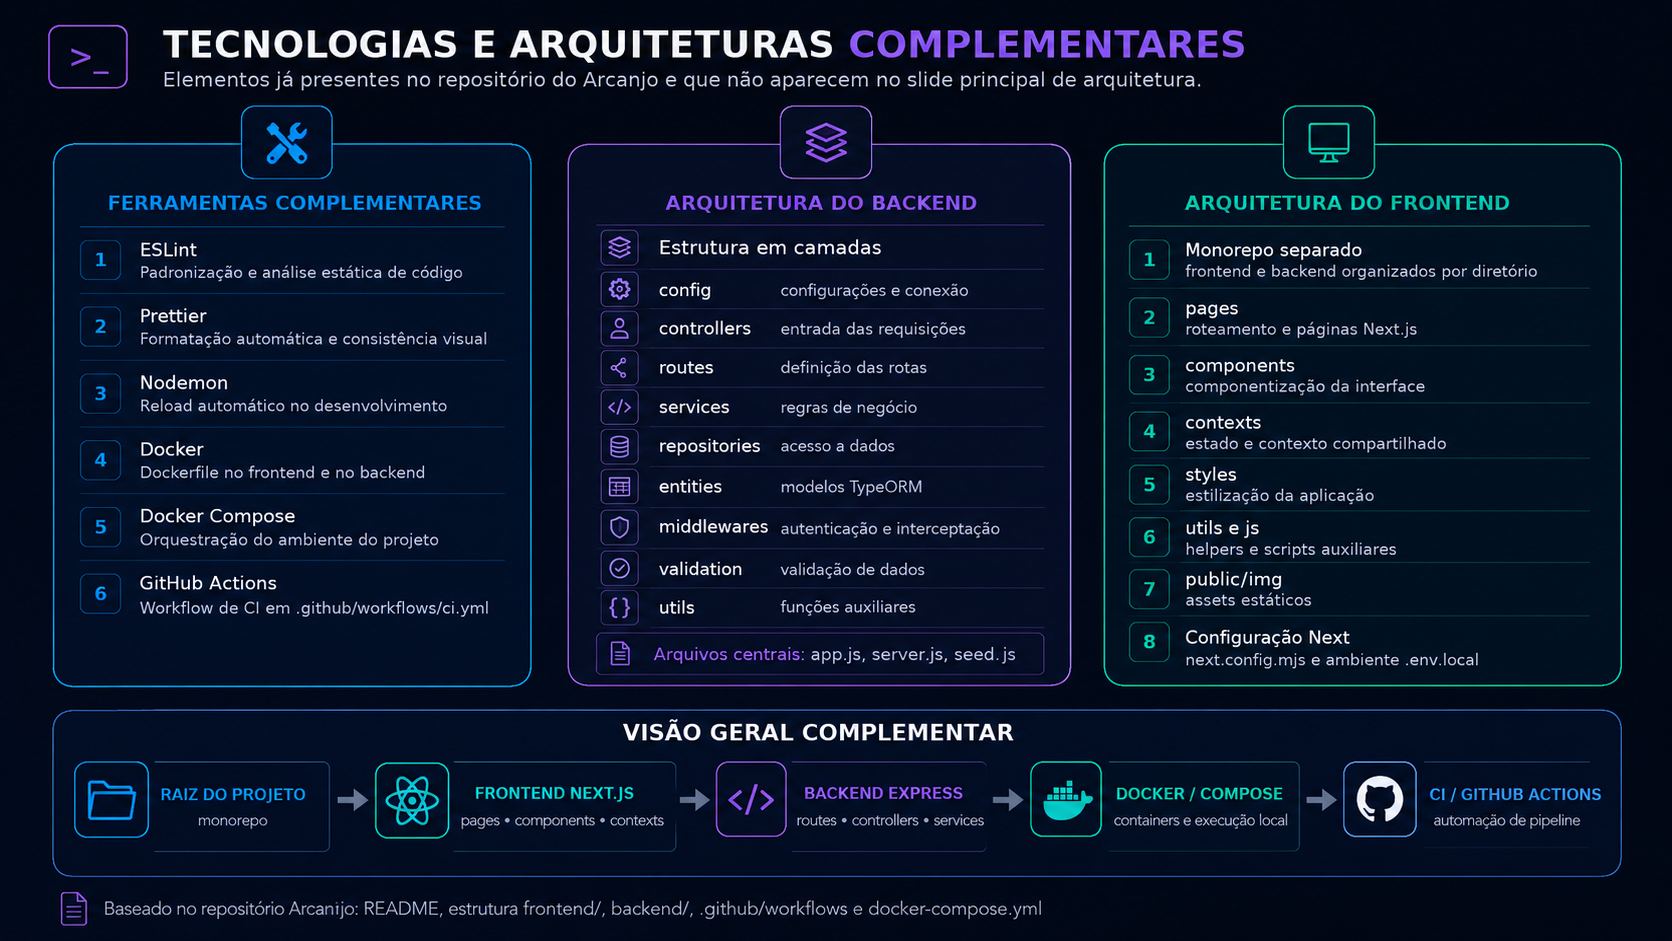 >_
TECNOLOGIAS E ARQUITETURAS COMPLEMENTARES
Elementos já presentes no repositório do Arcanjo e que não aparecem no slide principal de arquitetura.
FERRAMENTAS COMPLEMENTARES
1 ESLint
Padronização e análise estática de código
2 Prettier
Formatação automática e consistência visual
3 Nodemon
Reload automático no desenvolvimento
4 Docker
Dockerfile no frontend e no backend
5 Docker Compose
Orquestração do ambiente do projeto
6 GitHub Actions
Workflow de CI em .github/workflows/ci.yml
ARQUITETURA DO BACKEND
Estrutura em camadas
config configurações e conexão
controllers entrada das requisições
routes definição das rotas
</> services regras de negócio
repositories acesso a dados
entities modelos TypeORM
middlewares autenticação e interceptação
validation validação de dados
{} utils funções auxiliares
Arquivos centrais: app.js, server.js, seed.js
ARQUITETURA DO FRONTEND
1 Monorepo separado
frontend e backend organizados por diretório
2 pages
roteamento e páginas Next.js
3 components
componentização da interface
4 contexts
estado e contexto compartilhado
5 styles
estilização da aplicação
6 utils e js
helpers e scripts auxiliares
7 public/img
assets estáticos
8 Configuração Next
next.config.mjs e ambiente .env.local
VISÃO GERAL COMPLEMENTAR
RAIZ DO PROJETO
monorepo
FRONTEND NEXT.JS
pages • components • contexts
</> BACKEND EXPRESS
routes • controllers • services
DOCKER / COMPOSE
containers e execução local
CI / GITHUB ACTIONS
automação de pipeline
Baseado no repositório Arcanijo: README, estrutura frontend/, backend/, .github/workflows e docker-compose.yml